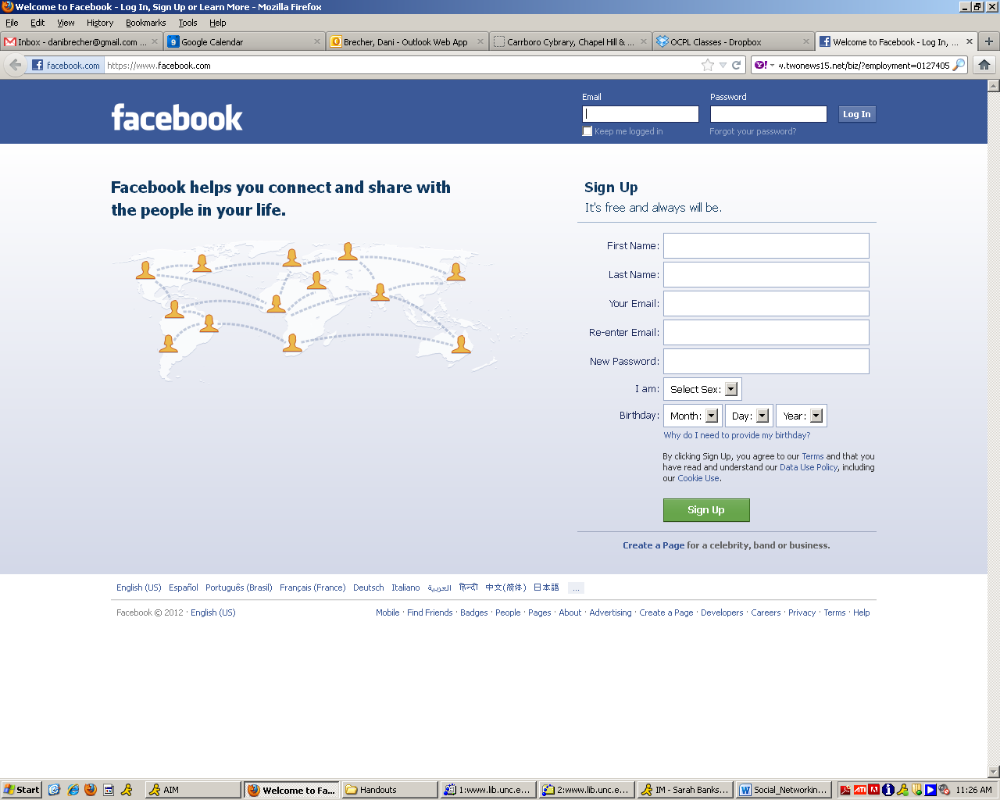 Welcome to Facebook - Log In, Sign Up or Learn More - Mozilla Firefox
File Edit View History Bookmarks Tools Help
Inbox - danibrecher@gmail.com ... Google Calendar Brecher, Dani - Outlook Web App Carrboro Cybrary, Chapel Hill & ... OCPL Classes - Dropbox Welcome to Facebook - Log In, ...
facebook.com https://www.facebook.com w.twonews15.net/biz/?employment=0127405
Email Password
facebook
Log In
Keep me logged in Forgot your password?
Facebook helps you connect and share with
the people in your life.
Sign Up
It's free and always will be.
First Name:
Last Name:
Your Email:
Re-enter Email:
New Password:
I am: Select Sex:
Birthday: Month: Day: Year:
Why do I need to provide my birthday?
By clicking Sign Up, you agree to our Terms and that you
have read and understand our Data Use Policy, including
our Cookie Use.
Sign Up
Create a Page for a celebrity, band or business.
English (US) Español Português (Brasil) Français (France) Deutsch Italiano العربية हिन्दी 中文(简体) 日本語 ...
Facebook © 2012 · English (US)
Mobile · Find Friends · Badges · People · Pages · About · Advertising · Create a Page · Developers · Careers · Privacy · Terms · Help
Start AIM Welcome to Fa... Handouts 1:www.lib.unc.e... 2:www.lib.unc.e... IM - Sarah Banks... Social_Networkin... 11:26 AM